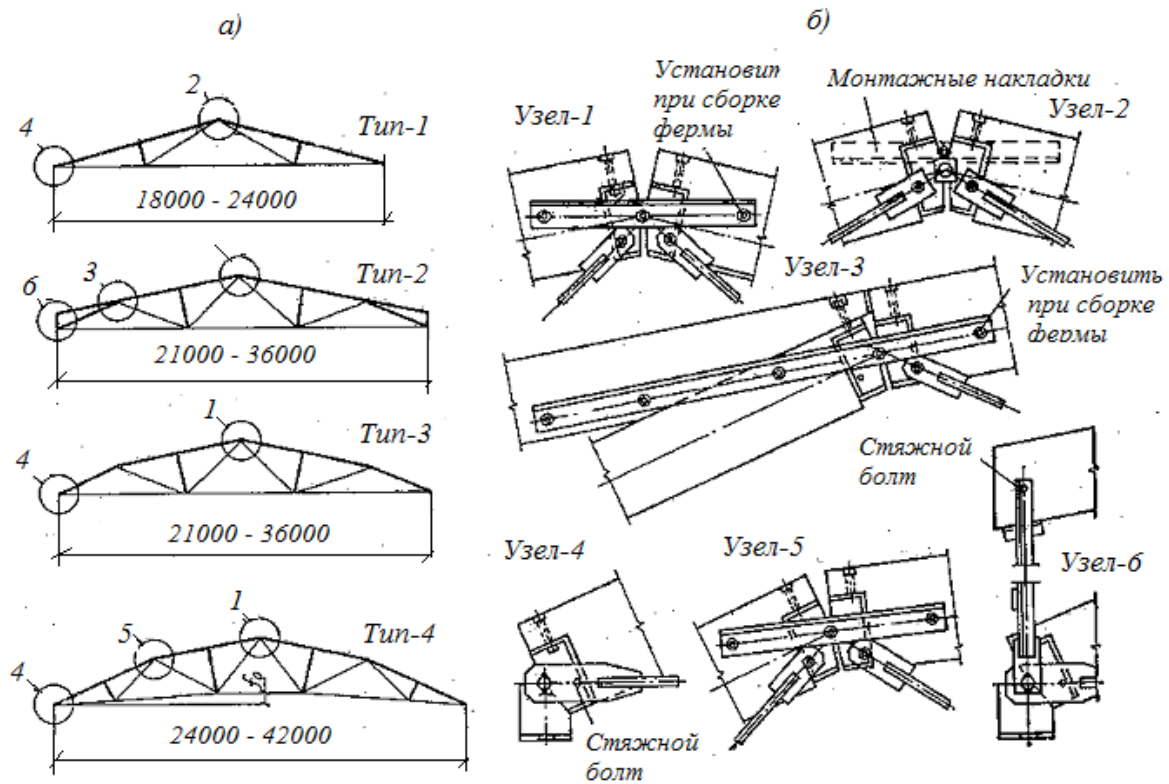 а)
б)
2
4
Тип-1
18000 - 24000
3
6
Тип-2
21000 - 36000
1
4
Тип-3
21000 - 36000
1
5
4
Тип-4
24000 - 42000
Узел-1
Установит
при сборке
фермы
Монтажные накладки
Узел-2
Узел-3
Установить
при сборке
фермы
Стяжной
болт
Узел-4
Узел-5
Узел-6
Стяжной
болт